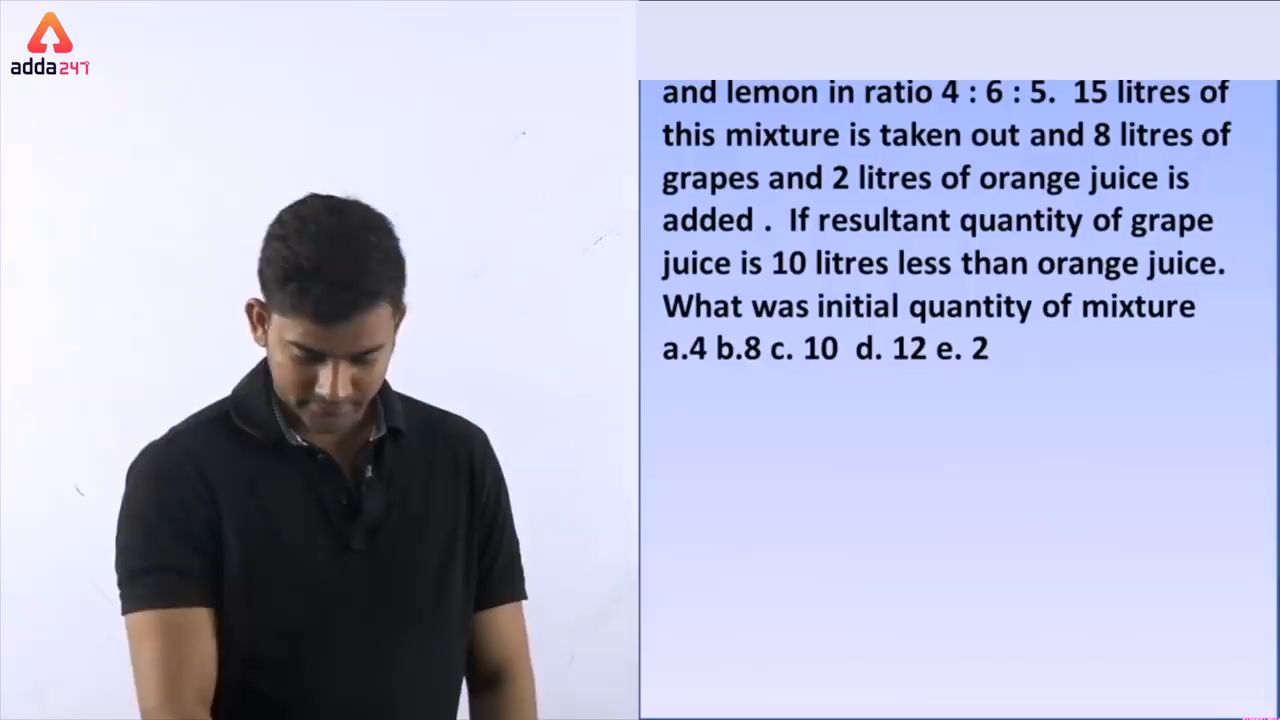 adda247
and lemon in ratio 4 : 6 : 5. 15 litres of
this mixture is taken out and 8 litres of
grapes and 2 litres of orange juice is
added . If resultant quantity of grape
juice is 10 litres less than orange juice.
What was initial quantity of mixture
a.4 b.8 c. 10 d. 12 e. 2